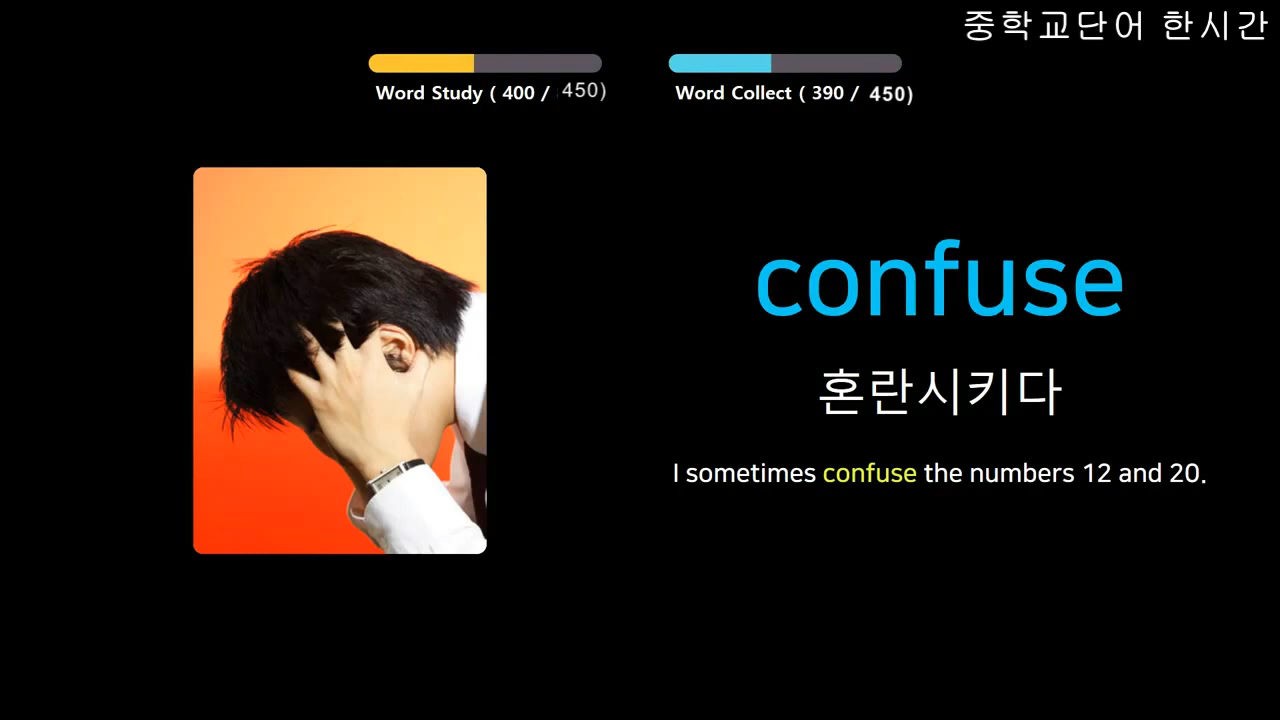 중학교단어 한시간
Word Study ( 400 / 450)
Word Collect ( 390 / 450)
confuse
혼란시키다
I sometimes confuse the numbers 12 and 20.